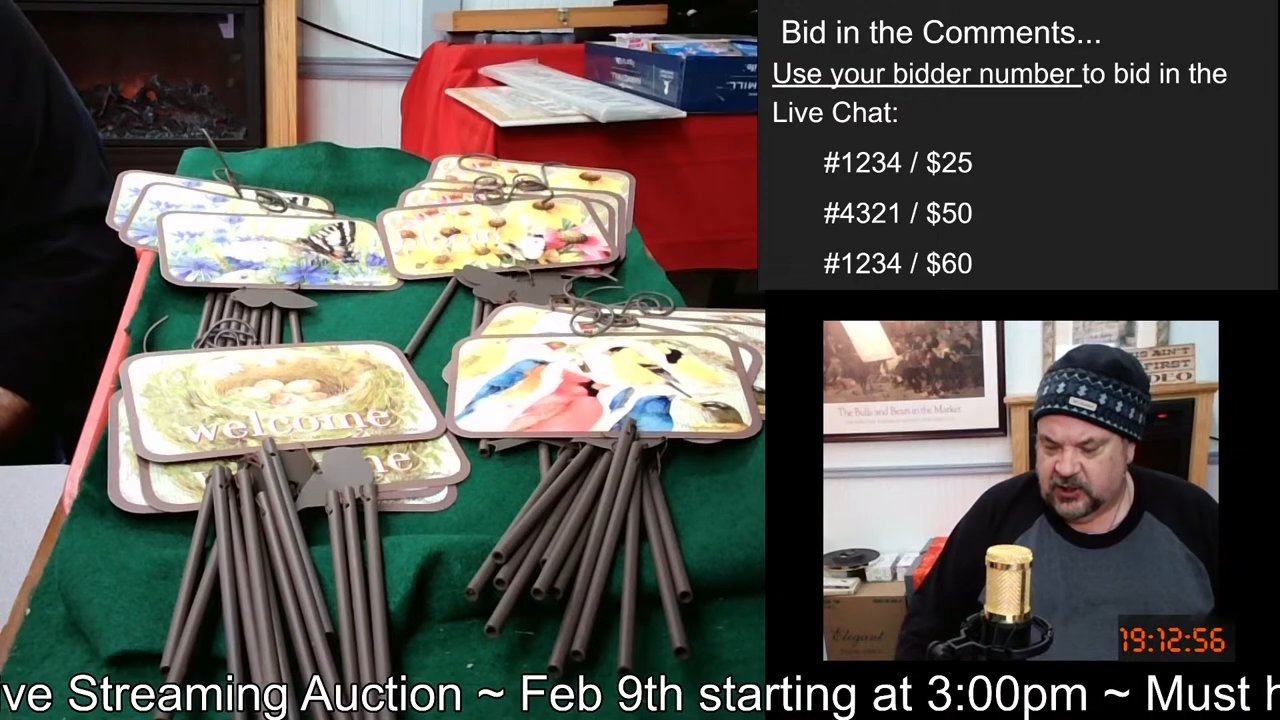 Bid in the Comments...
Use your bidder number to bid in the
Live Chat:
#1234 / $25
#4321 / $50
#1234 / $60
welcome
The Bulls and Bears in the Market
Elegant
19:12:56
ve Streaming Auction ~ Feb 9th starting at 3:00pm ~ Must h